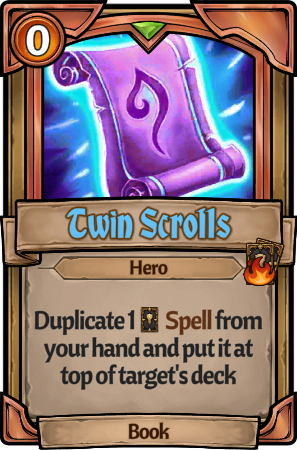 0
Twin Scrolls
Hero
Duplicate 1 Spell from
your hand and put it at
top of target's deck
Book